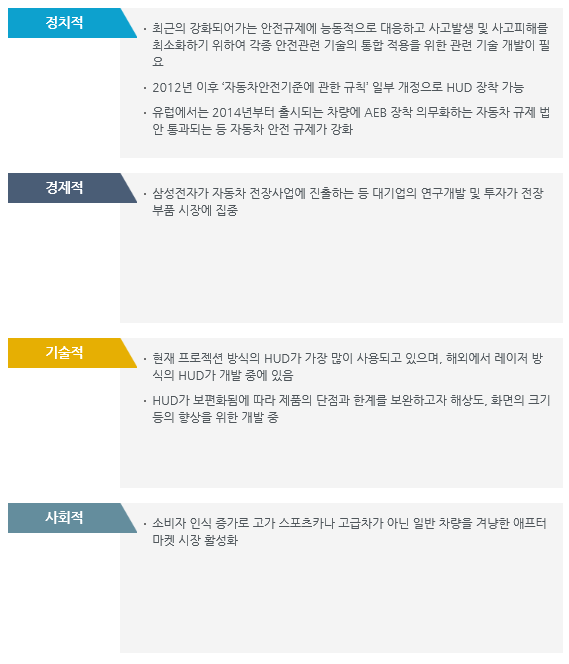 정치적
· 최근의 강화되어가는 안전규제에 능동적으로 대응하고 사고발생 및 사고피해를
최소화하기 위하여 각종 안전관련 기술의 통합 적용을 위한 관련 기술 개발이 필
요
· 2012년 이후 ‘자동차안전기준에 관한 규칙’ 일부 개정으로 HUD 장착 가능
· 유럽에서는 2014년부터 출시되는 차량에 AEB 장착 의무화하는 자동차 규제 법
안 통과되는 등 자동차 안전 규제가 강화
경제적
· 삼성전자가 자동차 전장사업에 진출하는 등 대기업의 연구개발 및 투자가 전장
부품 시장에 집중
기술적
· 현재 프로젝션 방식의 HUD가 가장 많이 사용되고 있으며, 해외에서 레이저 방
식의 HUD가 개발 중에 있음
· HUD가 보편화됨에 따라 제품의 단점과 한계를 보완하고자 해상도, 화면의 크기
등의 향상을 위한 개발 중
사회적
· 소비자 인식 증가로 고가 스포츠카나 고급차가 아닌 일반 차량을 겨냥한 애프터
마켓 시장 활성화